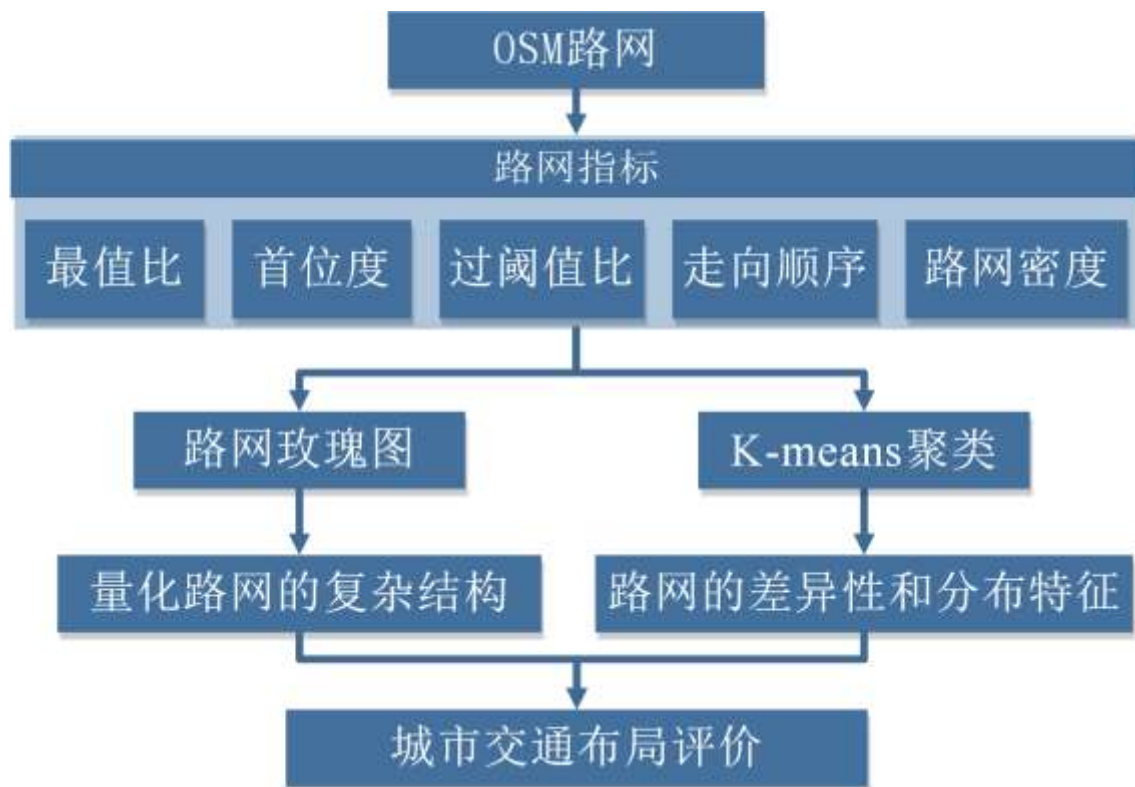 OSM路网
路网指标
最值比
首位度
过阈值比
走向顺序
路网密度
路网玫瑰图
K-means聚类
量化路网的复杂结构
路网的差异性和分布特征
城市交通布局评价